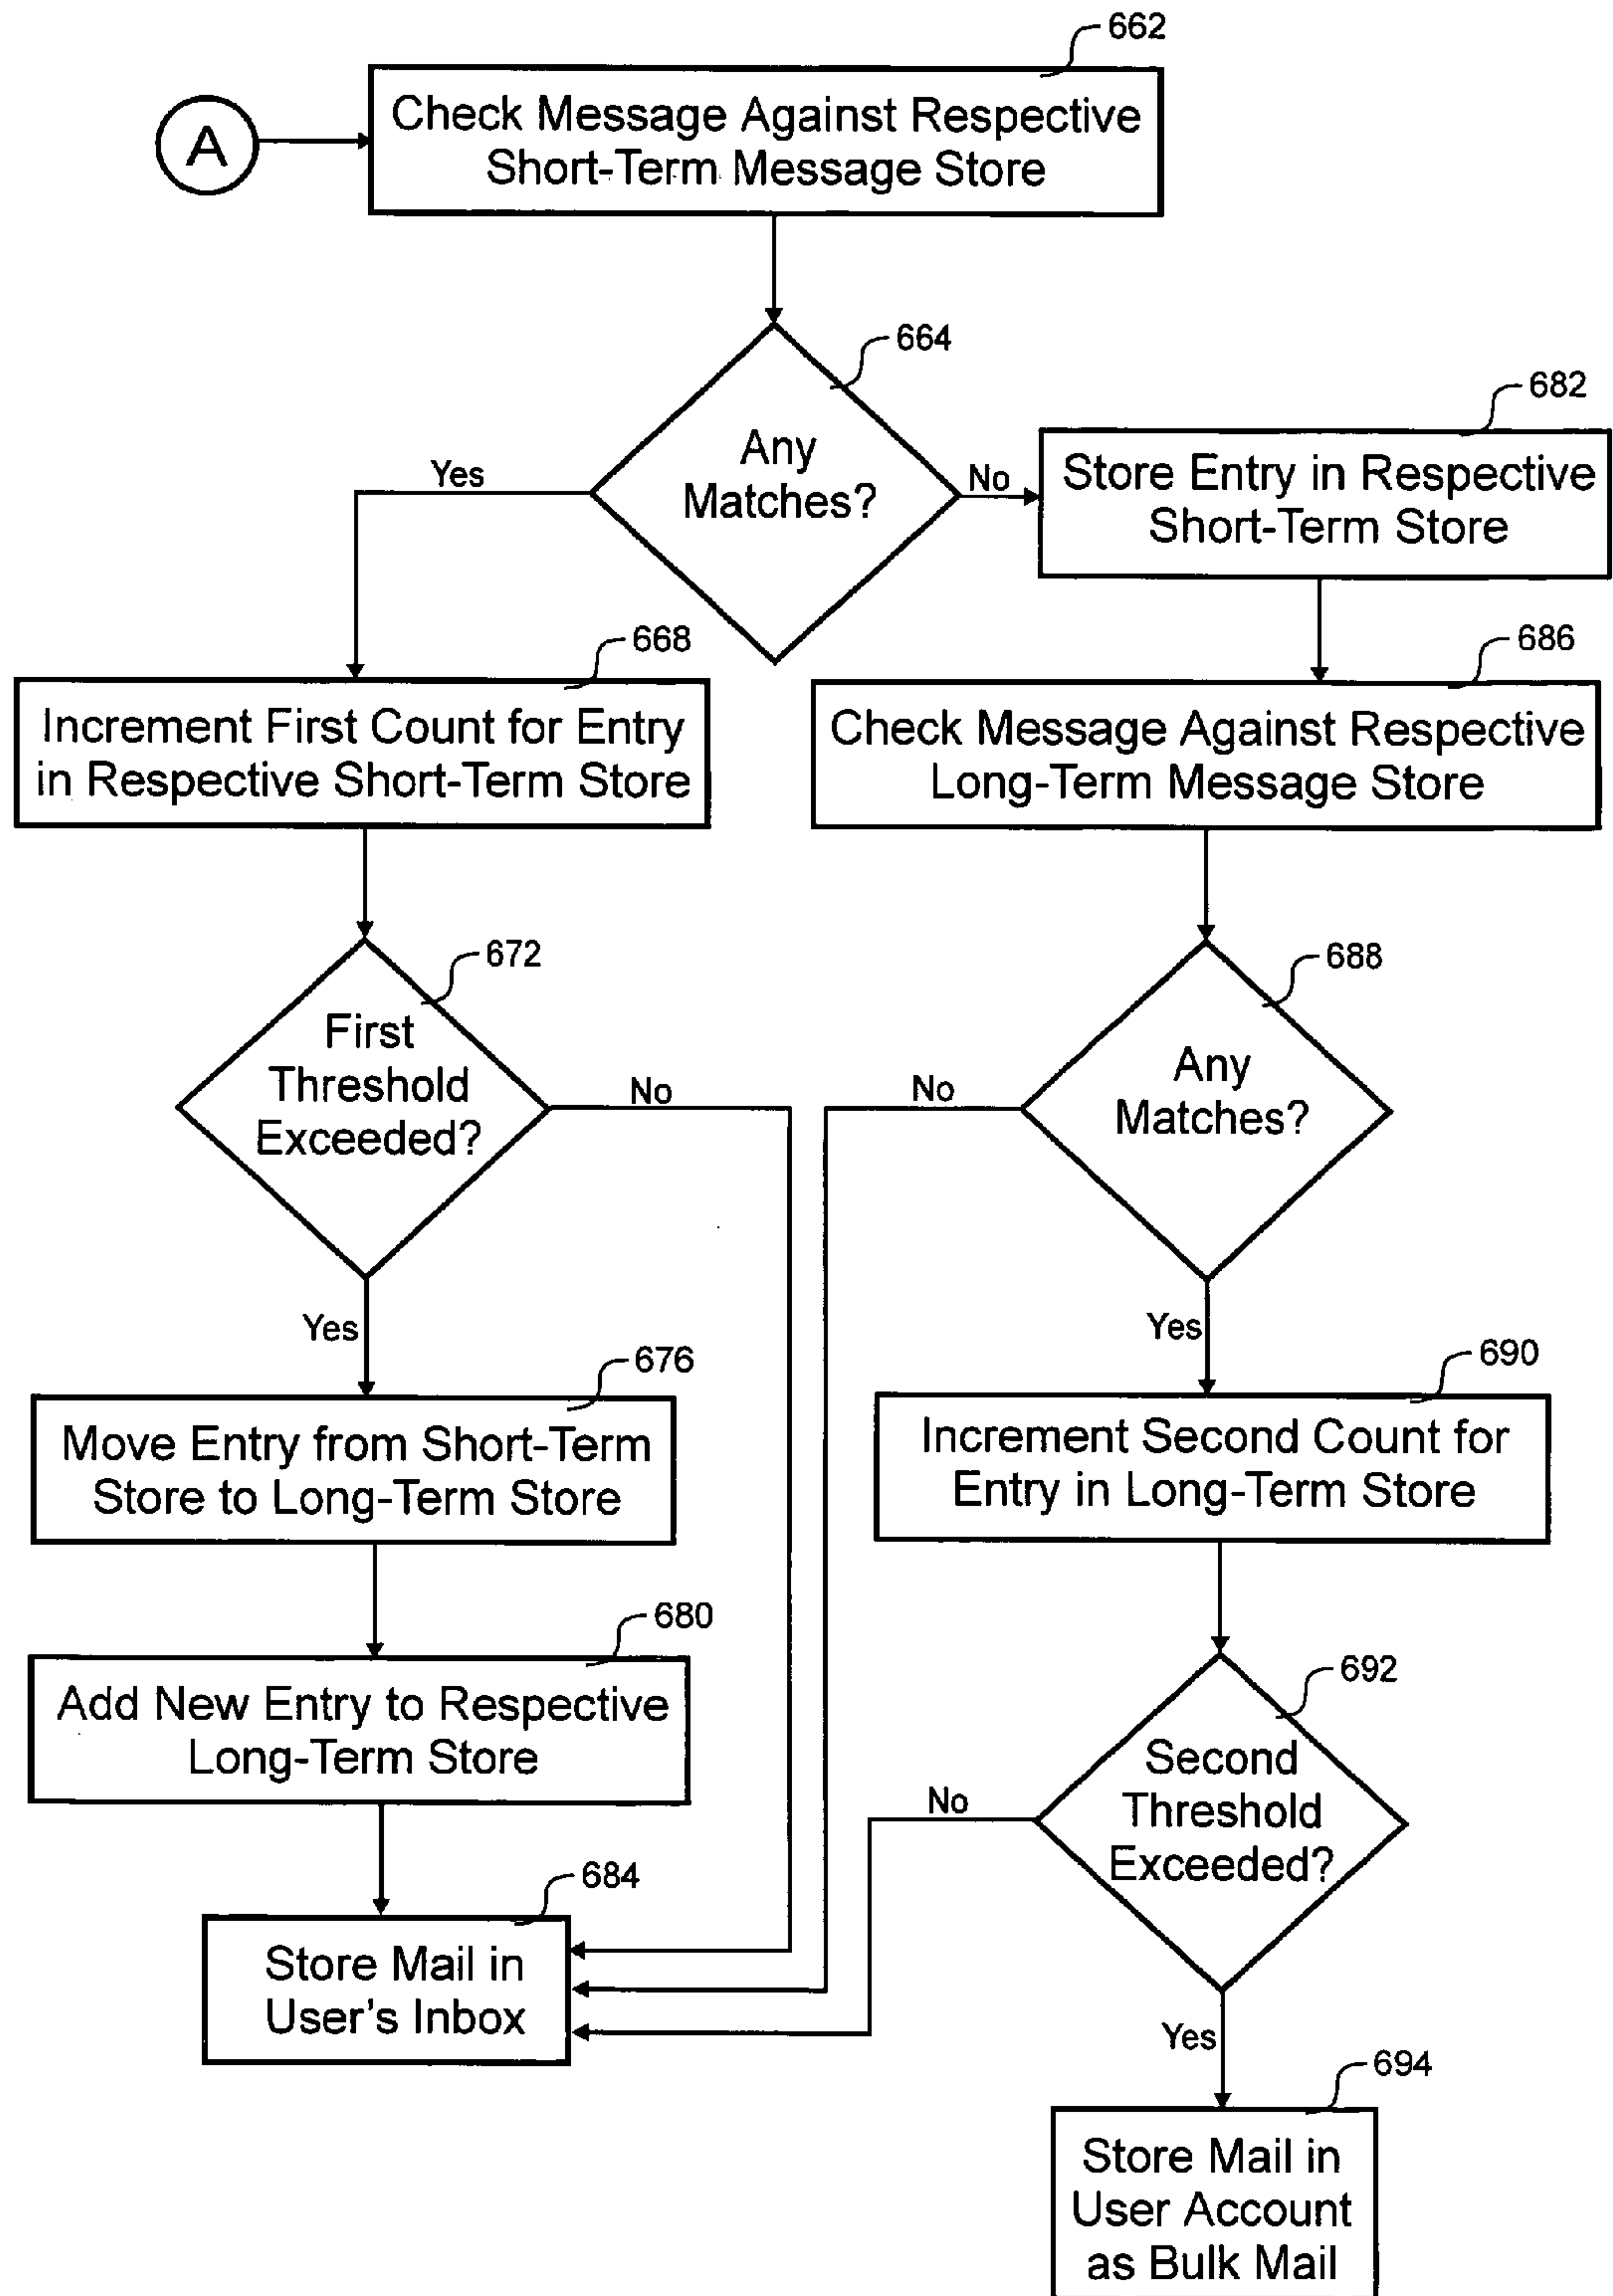 662
A
Check Message Against Respective
Short-Term Message Store
664
Any
Matches?
Yes
No
682
Store Entry in Respective
Short-Term Store
668
Increment First Count for Entry
in Respective Short-Term Store
686
Check Message Against Respective
Long-Term Message Store
672
First
Threshold
Exceeded?
No
Yes
688
Any
Matches?
No
Yes
676
Move Entry from Short-Term
Store to Long-Term Store
690
Increment Second Count for
Entry in Long-Term Store
680
Add New Entry to Respective
Long-Term Store
692
Second
Threshold
Exceeded?
No
Yes
684
Store Mail in
User's Inbox
694
Store Mail in
User Account
as Bulk Mail